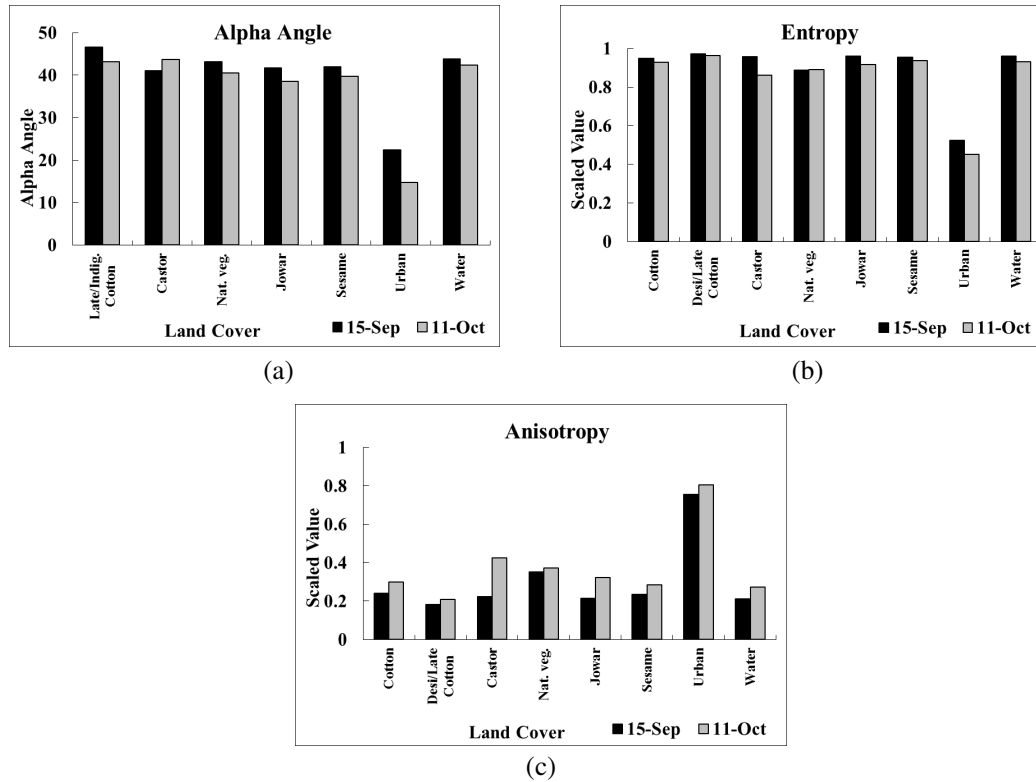 Alpha Angle
50
40
30
20
10
0
Alpha Angle
Late/Indig. Cotton
Castor
Nat. veg.
Jowar
Sesame
Urban
Water
Land Cover
15-Sep 11-Oct
(a)
Entropy
1
0.8
0.6
0.4
0.2
0
Scaled Value
Cotton
Desi/Late Cotton
Castor
Nat. veg.
Jowar
Sesame
Urban
Water
Land Cover
15-Sep 11-Oct
(b)
Anisotropy
1
0.8
0.6
0.4
0.2
0
Scaled Value
Cotton
Desi/Late Cotton
Castor
Nat. veg.
Jowar
Sesame
Urban
Water
Land Cover
15-Sep 11-Oct
(c)